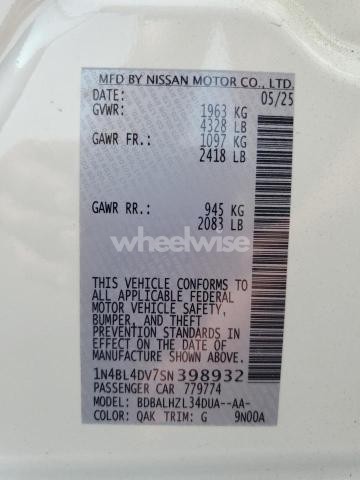 MFD BY NISSAN MOTOR CO., LTD.
DATE: 05/25
GVWR: 1963 KG
4328 LB
GAWR FR.: 1097 KG
2418 LB
GAWR RR.: 945 KG
2083 LB
wheelwise
THIS VEHICLE CONFORMS TO
ALL APPLICABLE FEDERAL
MOTOR VEHICLE SAFETY,
BUMPER, AND THEFT
PREVENTION STANDARDS IN
EFFECT ON THE DATE OF
MANUFACTURE SHOWN ABOVE.
1N4BL4DV7SN398932
PASSENGER CAR 779774
MODEL: BDBALHZL34DUA--AA-
COLOR: QAK TRIM: G 9N00A